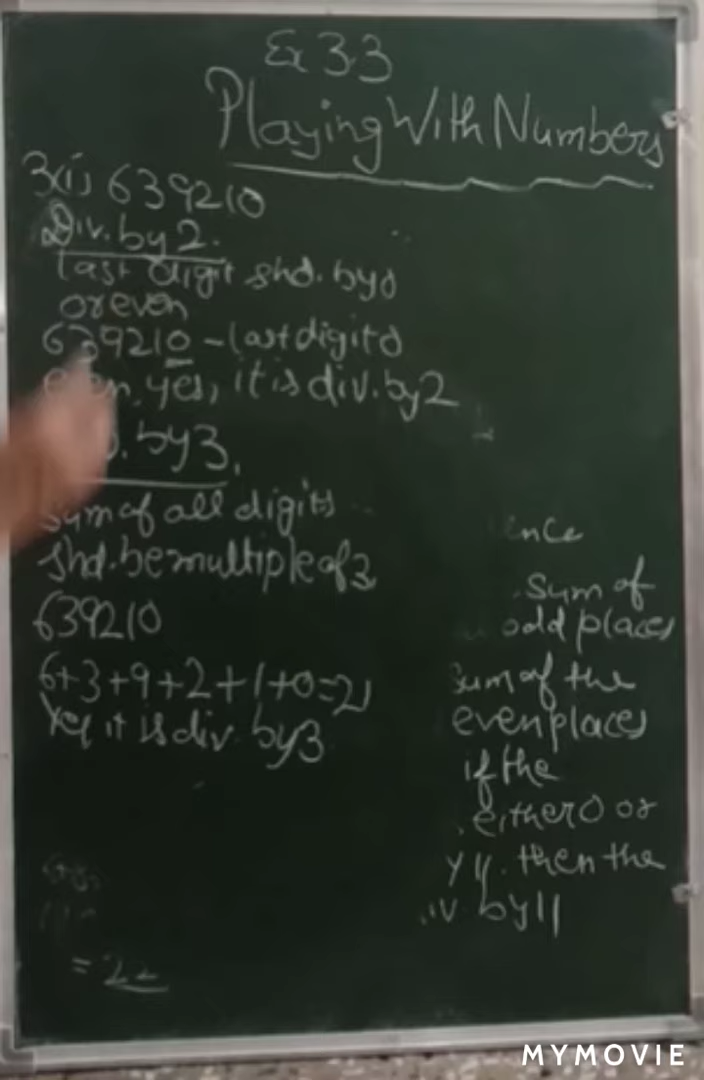 Ex 3.3
Playing With Numbers
3(i) 639210
Div. by 2.
last digit shd. by 0
or even
639210 - last digit 0
yes, it is div. by 2
by 3.
sum of all digits
shd. be multiple of 3
639210
6+3+9+2+1+0=21
Yes it is div. by 3
ence
sum of
odd places
sum of the
even places
if the
either 0 or
y 11. then the
iv. by 11
= 22
MYMOVIE